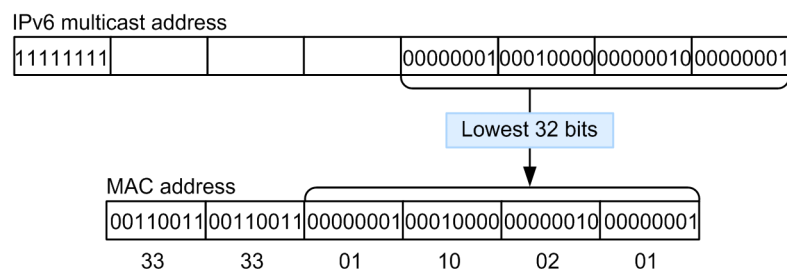 IPv6 multicast address
11111111 00000001 00010000 00000010 00000001
Lowest 32 bits
MAC address
00110011 00110011 00000001 00010000 00000010 00000001
33 33 01 10 02 01